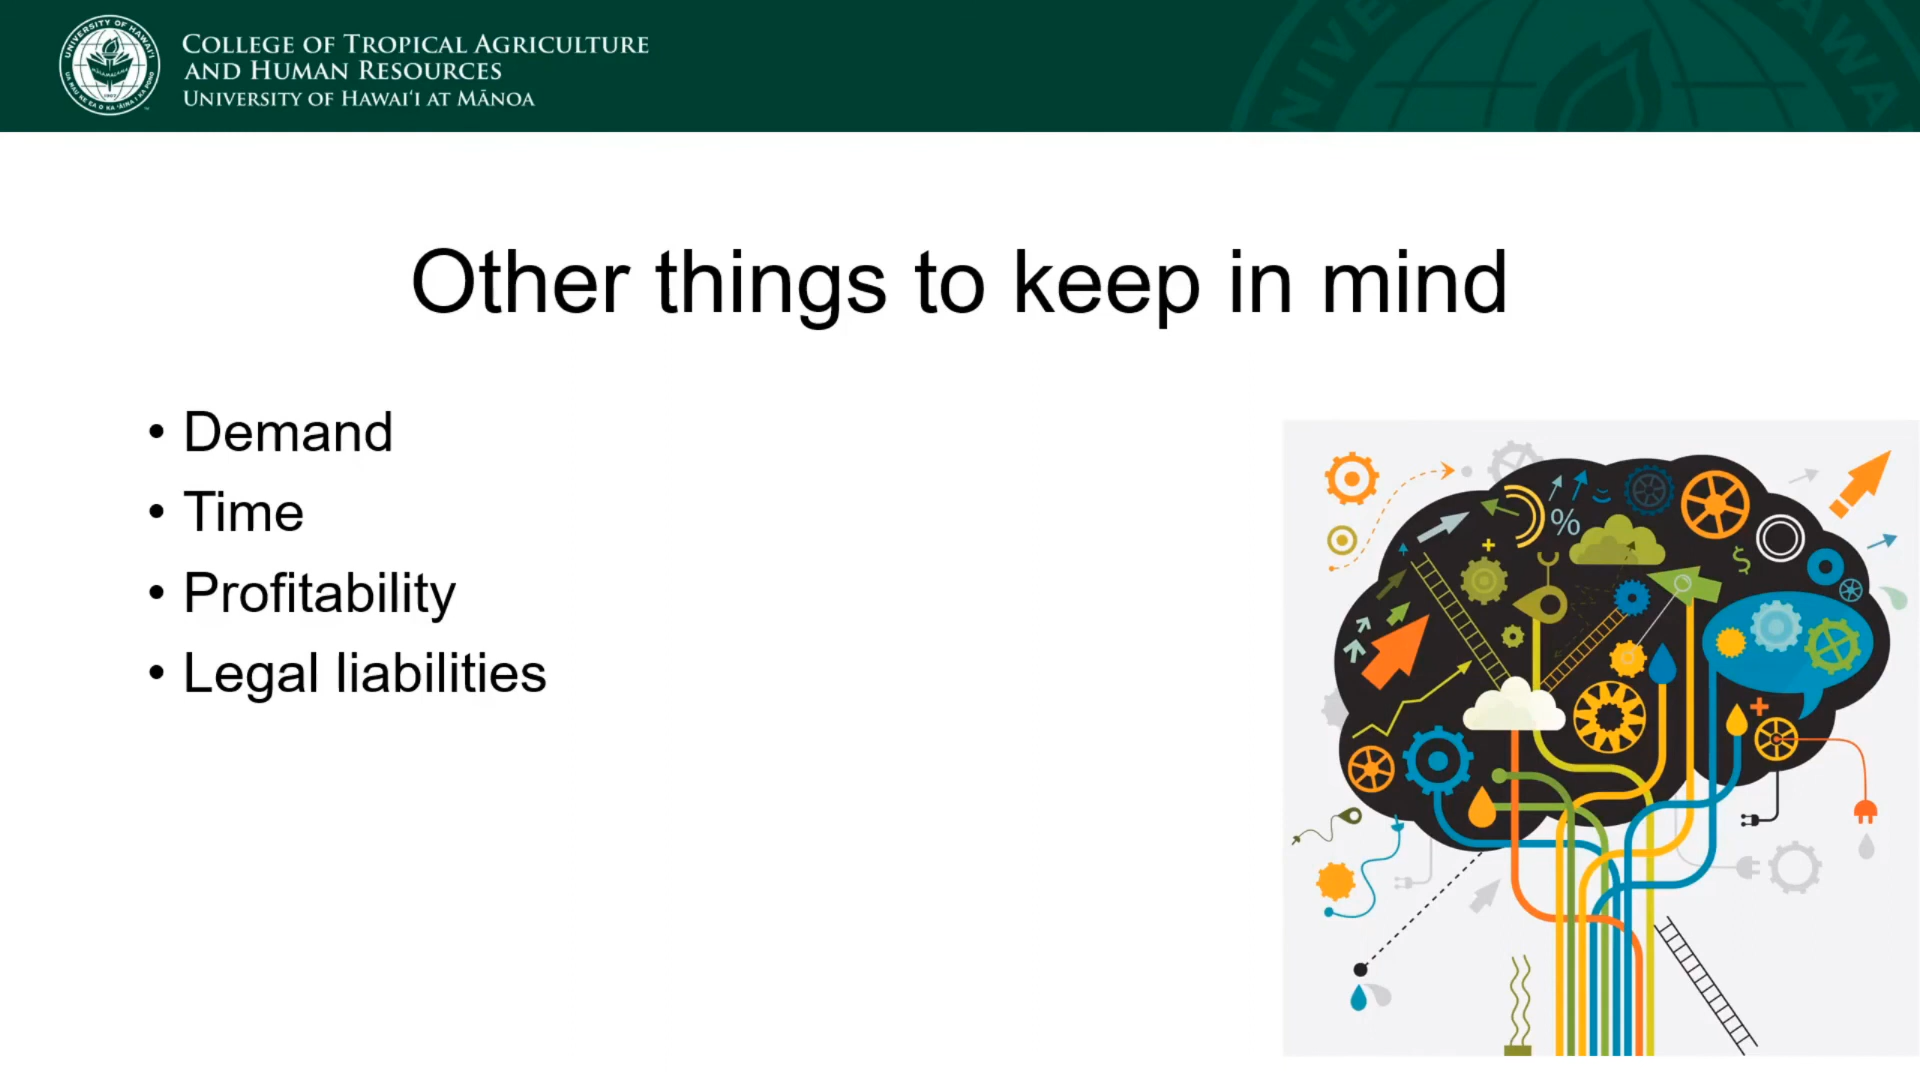 COLLEGE OF TROPICAL AGRICULTURE
AND HUMAN RESOURCES
UNIVERSITY OF HAWAIʻI AT MĀNOA
Other things to keep in mind
• Demand
• Time
• Profitability
• Legal liabilities
%
$